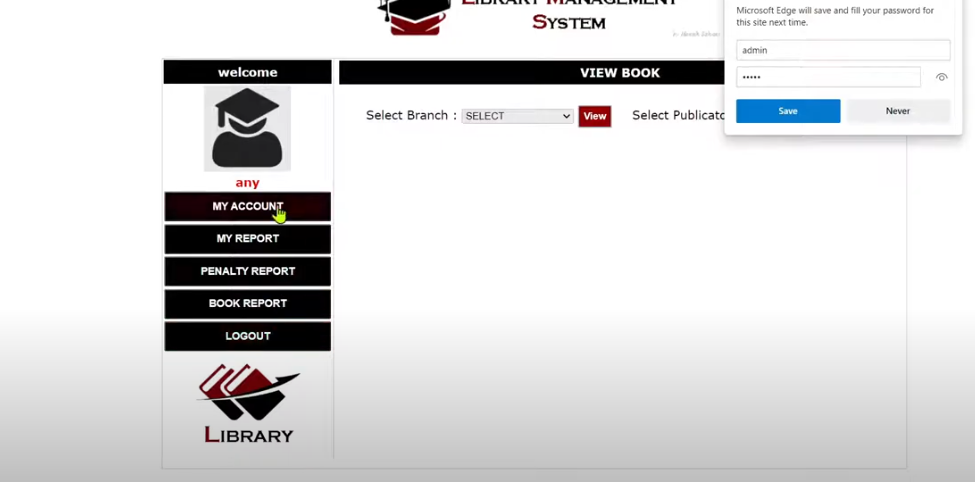 LIBRARY MANAGEMENT
SYSTEM
Microsoft Edge will save and fill your password for
this site next time.
admin
•••••
Save
Never
welcome
any
MY ACCOUNT
MY REPORT
PENALTY REPORT
BOOK REPORT
LOGOUT
LIBRARY
VIEW BOOK
Select Branch : SELECT View Select Publicat